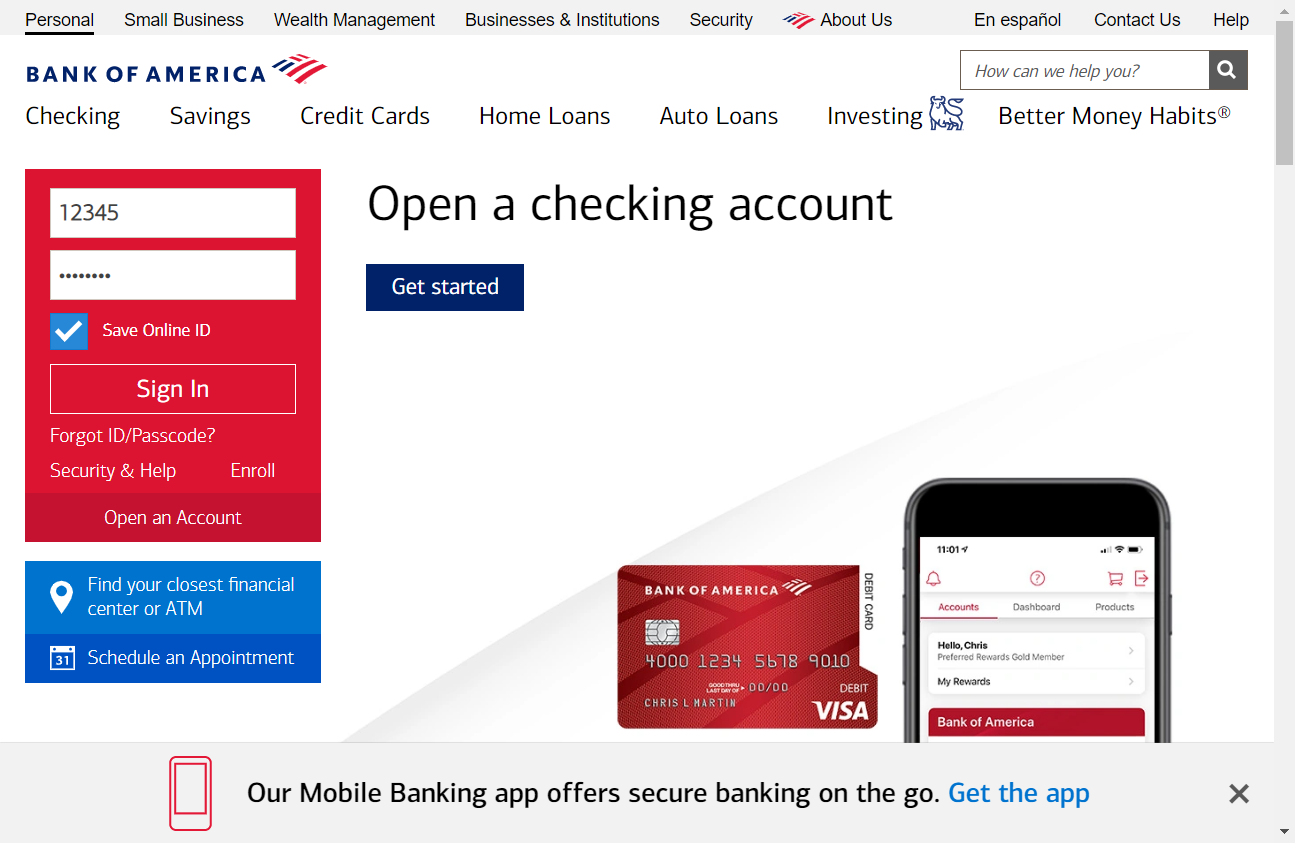 Personal Small Business Wealth Management Businesses & Institutions Security About Us En español Contact Us Help
BANK OF AMERICA
How can we help you?
Checking Savings Credit Cards Home Loans Auto Loans Investing Better Money Habits®
12345
••••••••
Save Online ID
Sign In
Forgot ID/Passcode?
Security & Help Enroll
Open an Account
Find your closest financial
center or ATM
31 Schedule an Appointment
Open a checking account
Get started
BANK OF AMERICA
DEBIT CARD
4000 1234 5678 9010
GOOD THRU
LAST DAY OF 00/00
DEBIT
CHRIS L MARTIN
VISA
11:01
Accounts Dashboard Products
Hello, Chris
Preferred Rewards Gold Member
My Rewards
Bank of America
Our Mobile Banking app offers secure banking on the go. Get the app